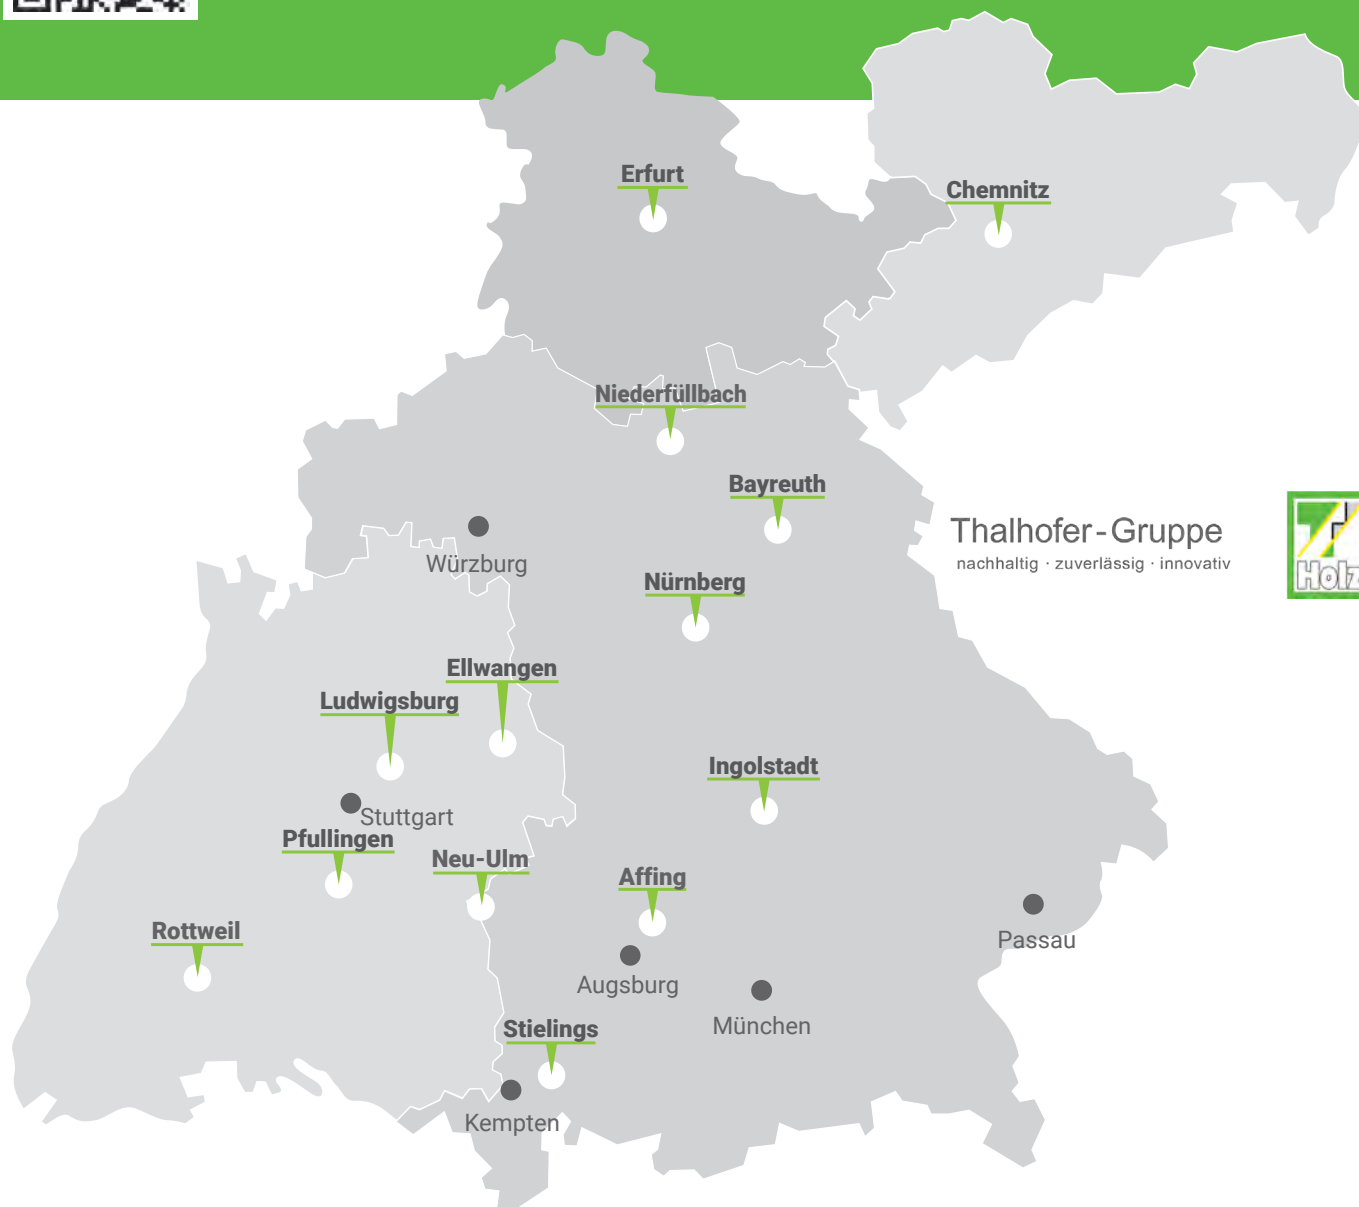 Erfurt
Chemnitz
Niederfüllbach
Bayreuth
Thalhofer-Gruppe
nachhaltig · zuverlässig · innovativ
Holz
Würzburg
Nürnberg
Ellwangen
Ludwigsburg
Ingolstadt
Stuttgart
Pfullingen
Neu-Ulm
Affing
Passau
Rottweil
Augsburg
München
Stielings
Kempten